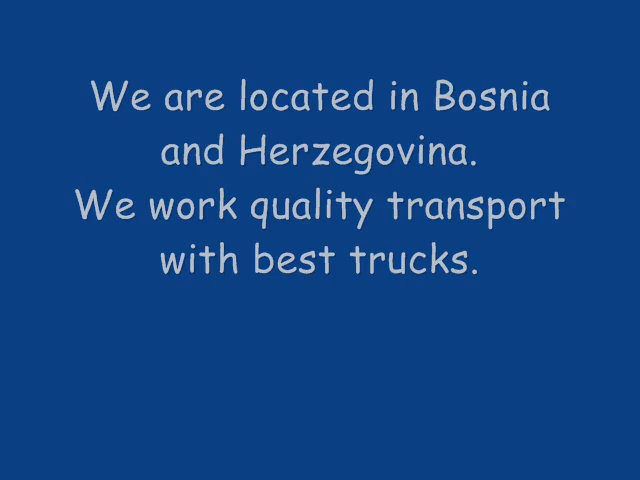 We are located in Bosnia
and Herzegovina.
We work quality transport
with best trucks.